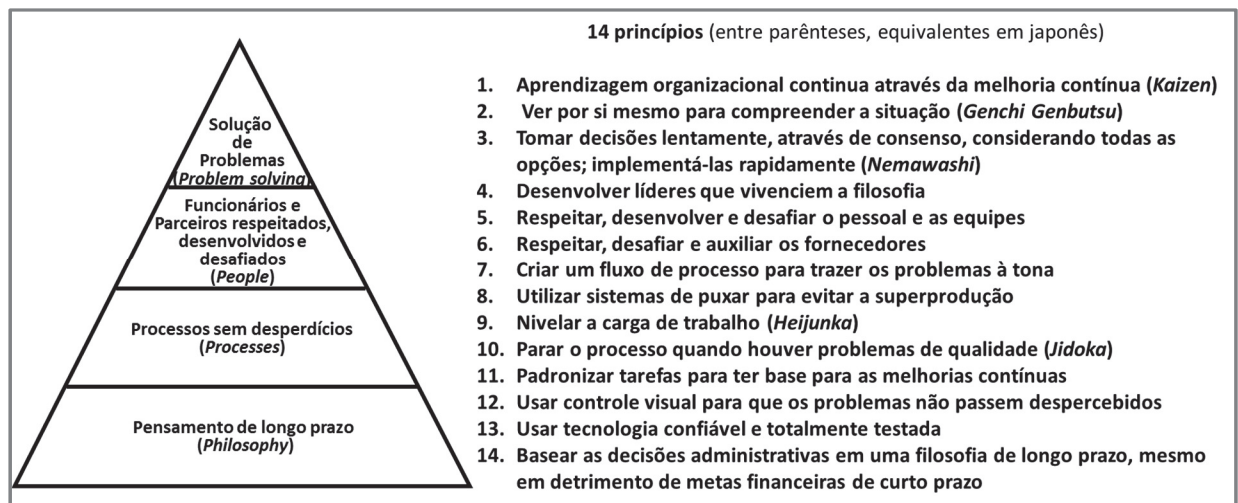 14 princípios (entre parênteses, equivalentes em japonês)
Solução
de
Problemas
(Problem solving)
Funcionários e
Parceiros respeitados,
desenvolvidos e
desafiados
(People)
Processos sem desperdícios
(Processes)
Pensamento de longo prazo
(Philosophy)
1. Aprendizagem organizacional continua através da melhoria contínua (Kaizen)
2. Ver por si mesmo para compreender a situação (Genchi Genbutsu)
3. Tomar decisões lentamente, através de consenso, considerando todas as
opções; implementá-las rapidamente (Nemawashi)
4. Desenvolver líderes que vivenciem a filosofia
5. Respeitar, desenvolver e desafiar o pessoal e as equipes
6. Respeitar, desafiar e auxiliar os fornecedores
7. Criar um fluxo de processo para trazer os problemas à tona
8. Utilizar sistemas de puxar para evitar a superprodução
9. Nivelar a carga de trabalho (Heijunka)
10. Parar o processo quando houver problemas de qualidade (Jidoka)
11. Padronizar tarefas para ter base para as melhorias contínuas
12. Usar controle visual para que os problemas não passem despercebidos
13. Usar tecnologia confiável e totalmente testada
14. Basear as decisões administrativas em uma filosofia de longo prazo, mesmo
em detrimento de metas financeiras de curto prazo